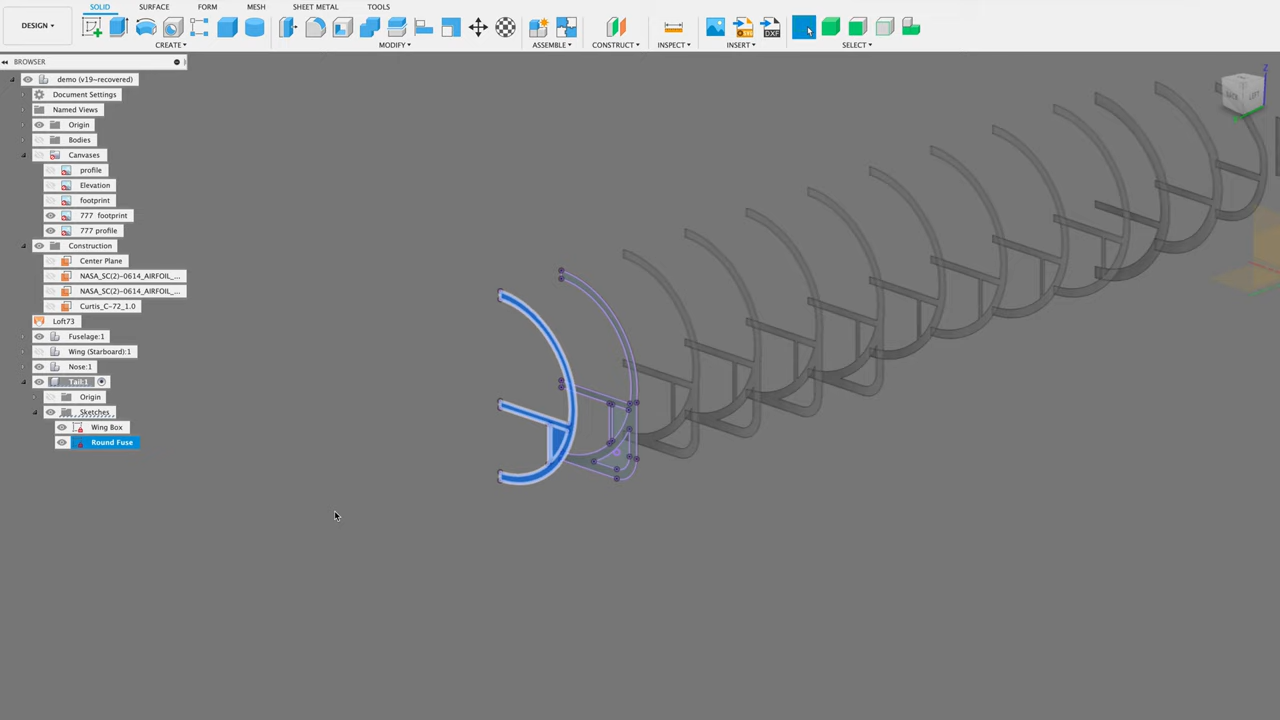 SOLID SURFACE FORM MESH SHEET METAL TOOLS
DESIGN ▾
CREATE ▾ MODIFY ▾ ASSEMBLE ▾ CONSTRUCT ▾ INSPECT ▾ INSERT ▾ SELECT ▾
BROWSER
demo (v19~recovered)
Document Settings
Named Views
Origin
Bodies
Canvases
profile
Elevation
footprint
777 footprint
777 profile
Construction
Center Plane
NASA_SC(2)-0614_AIRFOIL_...
NASA_SC(2)-0614_AIRFOIL_...
Curtis_C-72_1.0
Loft73
Fuselage:1
Wing (Starboard):1
Nose:1
Tail:1
Origin
Sketches
Wing Box
Round Fuse
Z
BACK LEFT
DXF